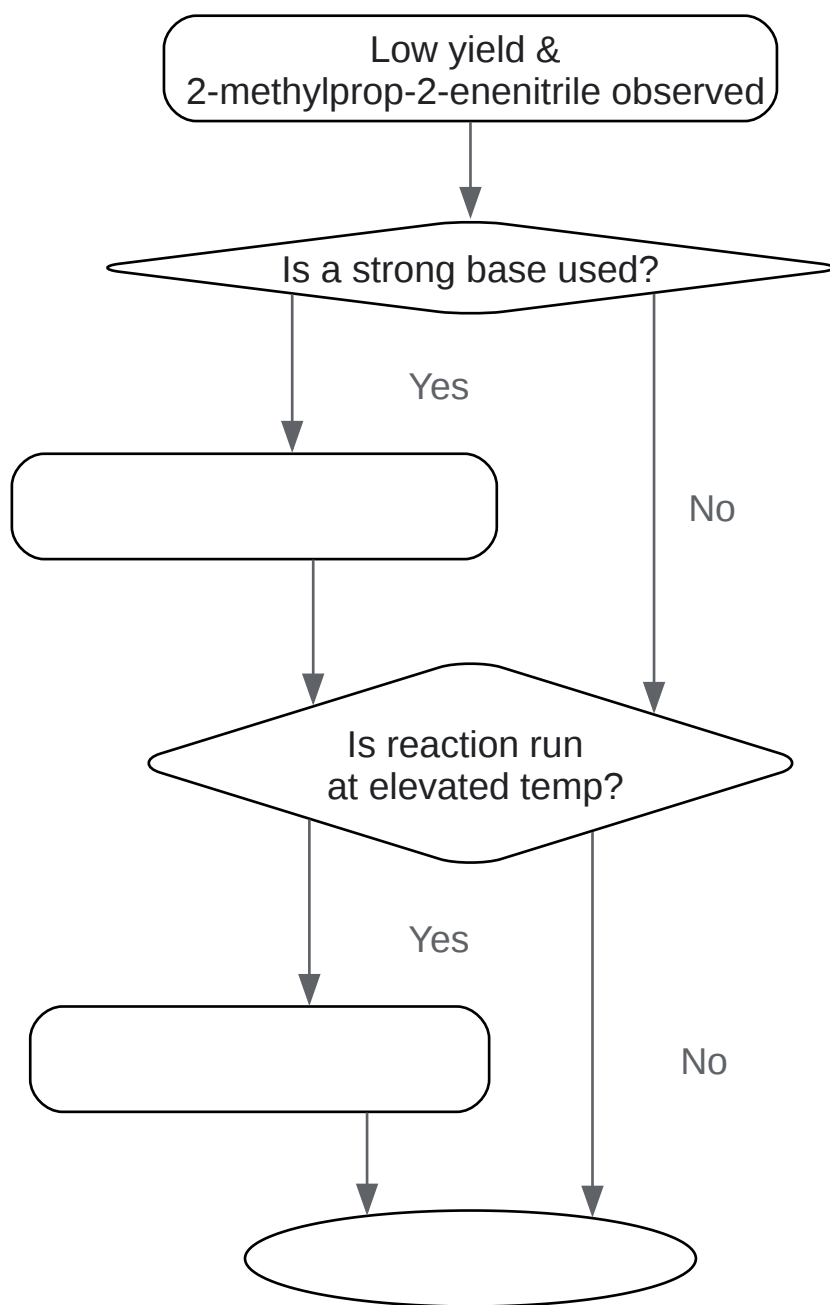 Low yield &
2-methylprop-2-enenitrile observed
Is a strong base used?
Yes
No
Is reaction run
at elevated temp?
Yes
No